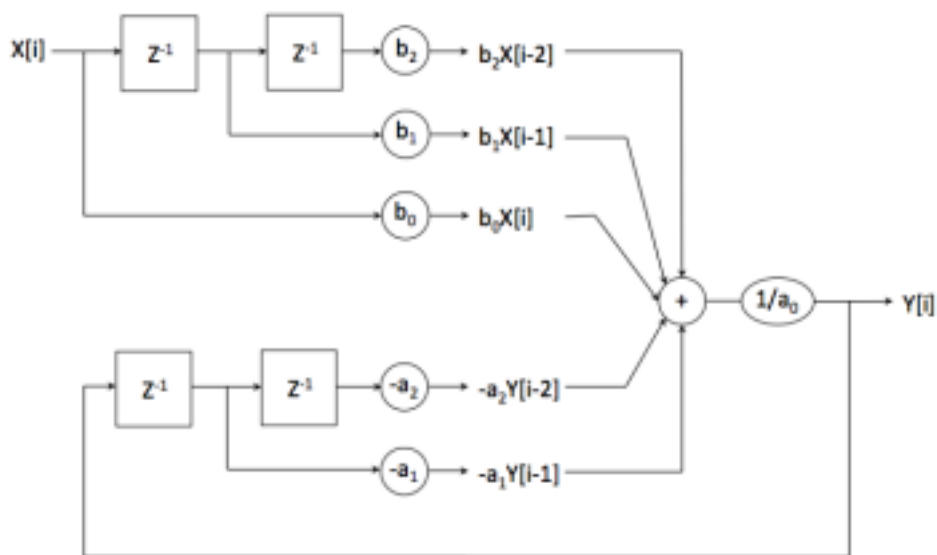 X[i] Z⁻¹ Z⁻¹ b₂ b₂X[i-2]
b₁ b₁X[i-1]
b₀ b₀X[i]
+ 1/a₀ Y[i]
Z⁻¹ Z⁻¹ -a₂ -a₂Y[i-2]
-a₁ -a₁Y[i-1]